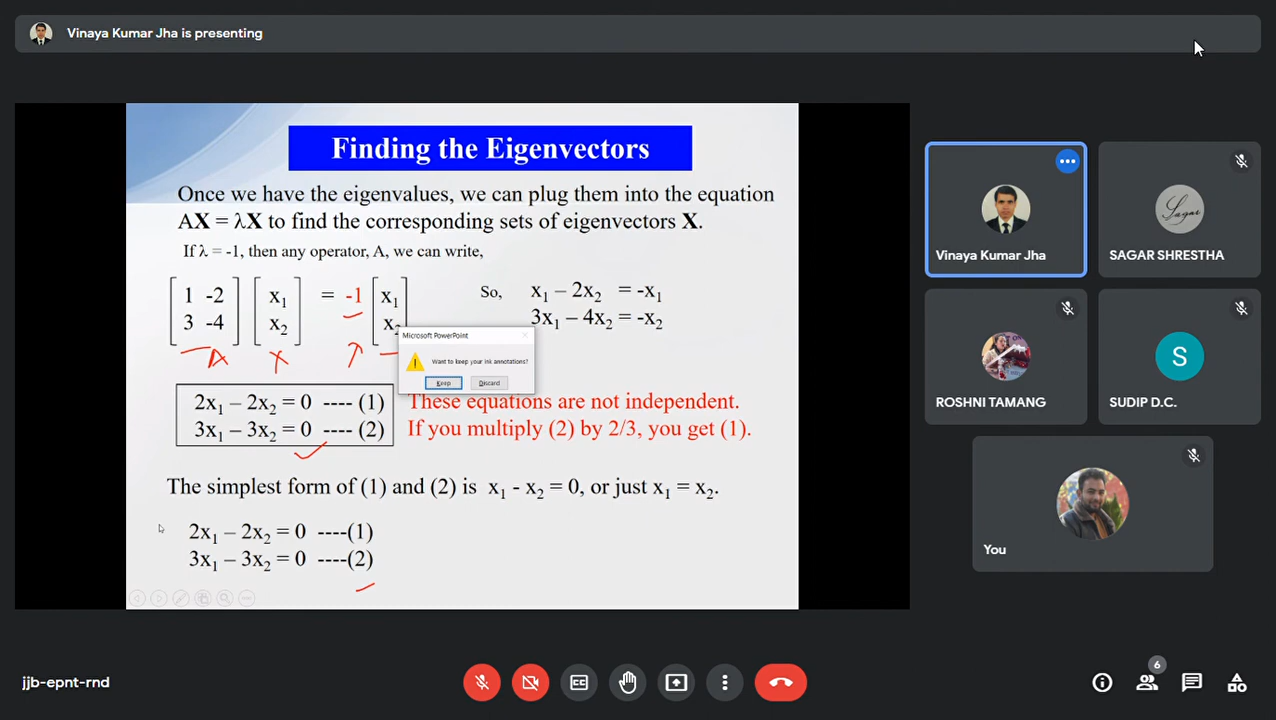 Vinaya Kumar Jha is presenting
Finding the Eigenvectors
Once we have the eigenvalues, we can plug them into the equation
AX = λX to find the corresponding sets of eigenvectors X.
If λ = -1, then any operator, A, we can write,
1 -2 x₁ = -1 x₁
3 -4 x₂ x₂
A X
So, x₁ – 2x₂ = -x₁
3x₁ – 4x₂ = -x₂
Microsoft PowerPoint
Want to keep your ink annotations?
Keep Discard
2x₁ – 2x₂ = 0 ---- (1)
3x₁ – 3x₂ = 0 ---- (2)
These equations are not independent.
If you multiply (2) by 2/3, you get (1).
The simplest form of (1) and (2) is x₁ - x₂ = 0, or just x₁ = x₂.
2x₁ – 2x₂ = 0 ----(1)
3x₁ – 3x₂ = 0 ----(2)
Vinaya Kumar Jha
Sagar
SAGAR SHRESTHA
ROSHNI TAMANG
S
SUDIP D.C.
You
jjb-epnt-rnd
CC
6